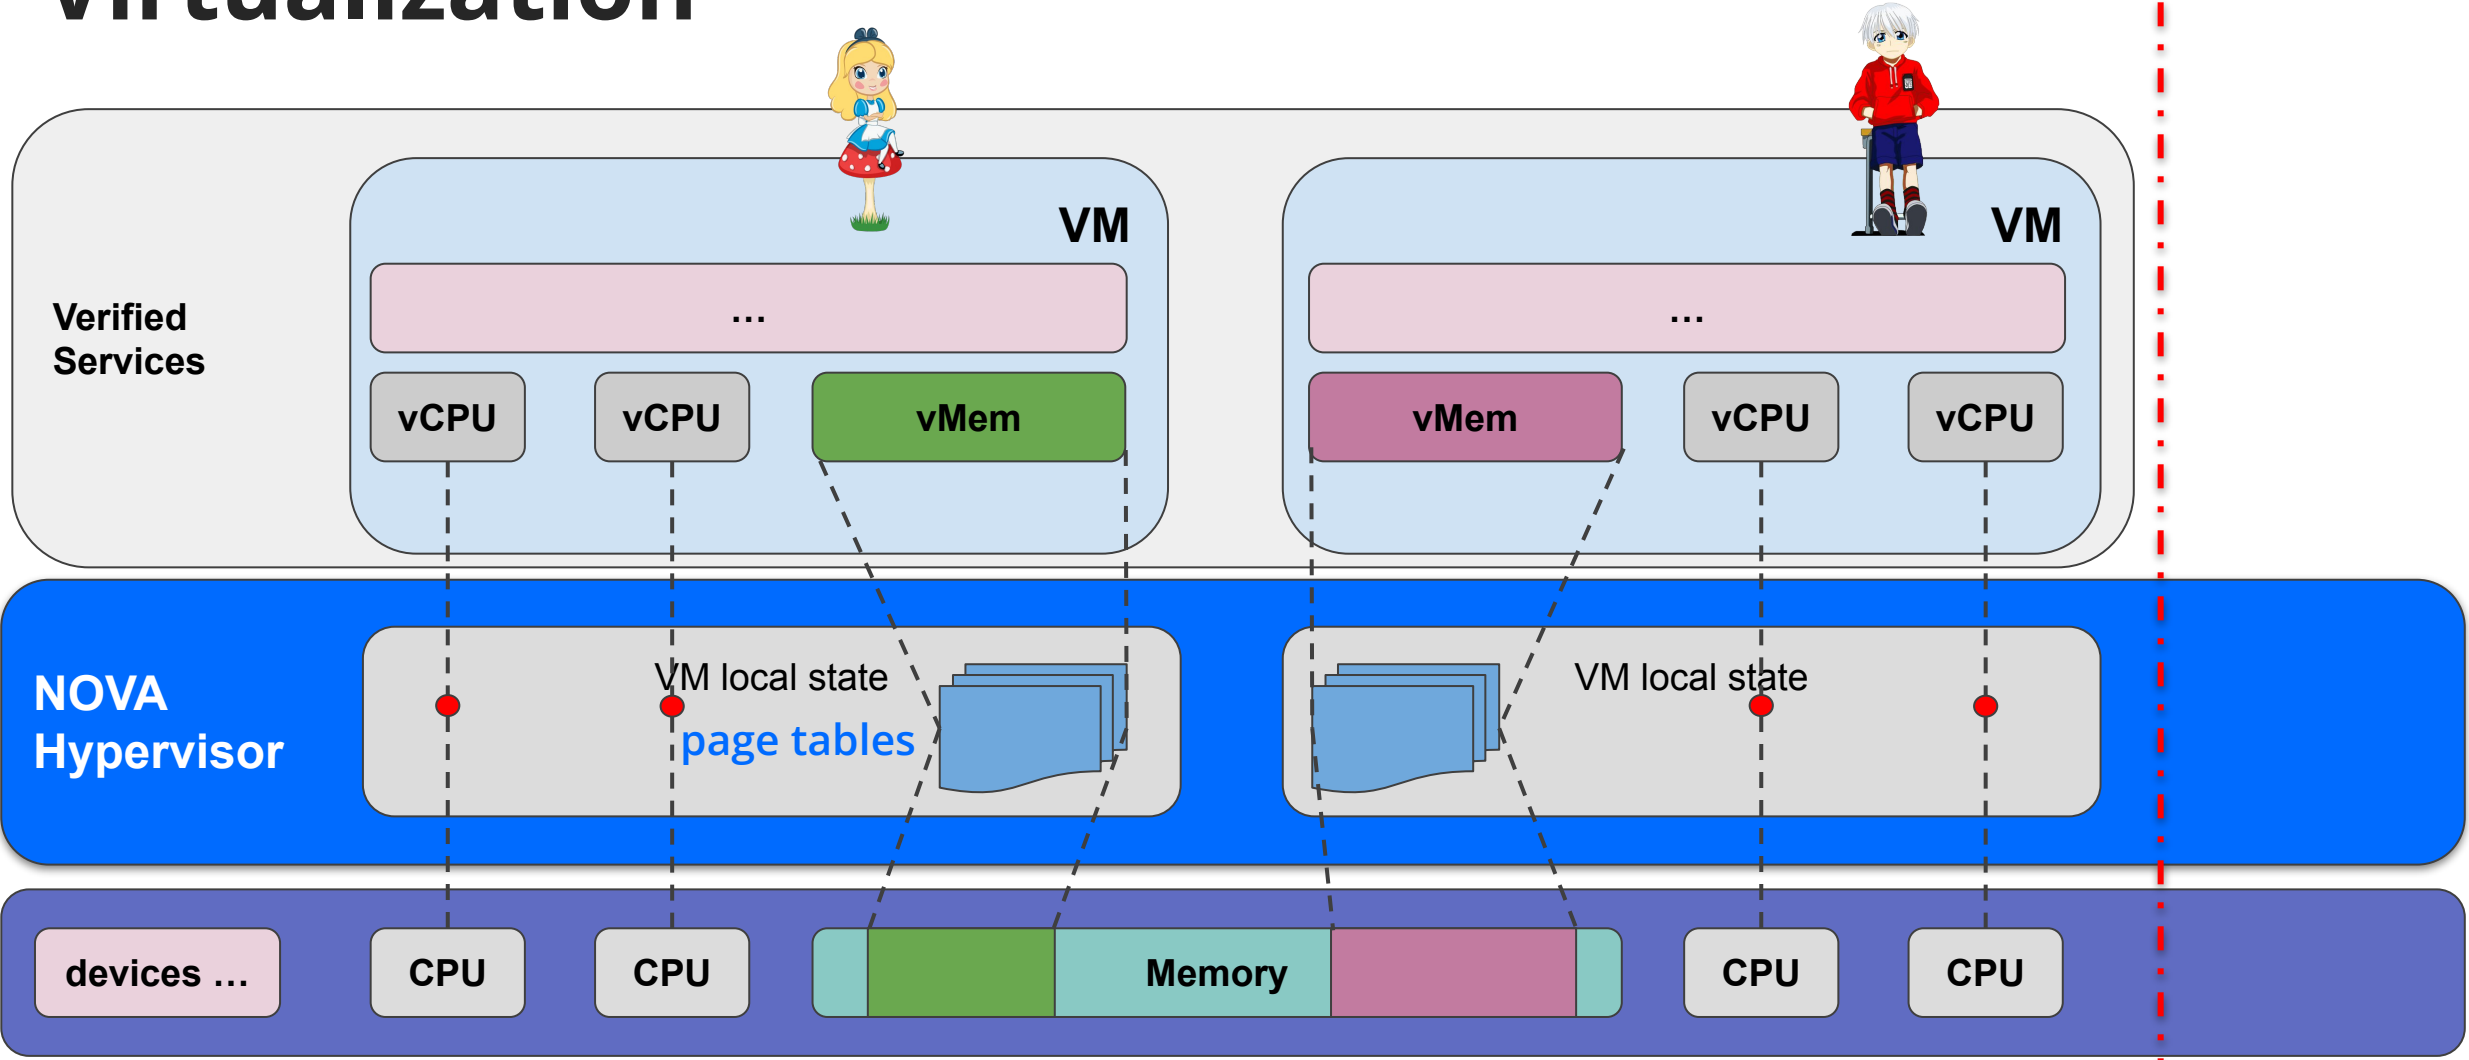 Virtualization
VM
VM
Verified
Services
...
...
vCPU
vCPU
vMem
vMem
vCPU
vCPU
NOVA
Hypervisor
VM local state
page tables
VM local state
devices ...
CPU
CPU
Memory
CPU
CPU